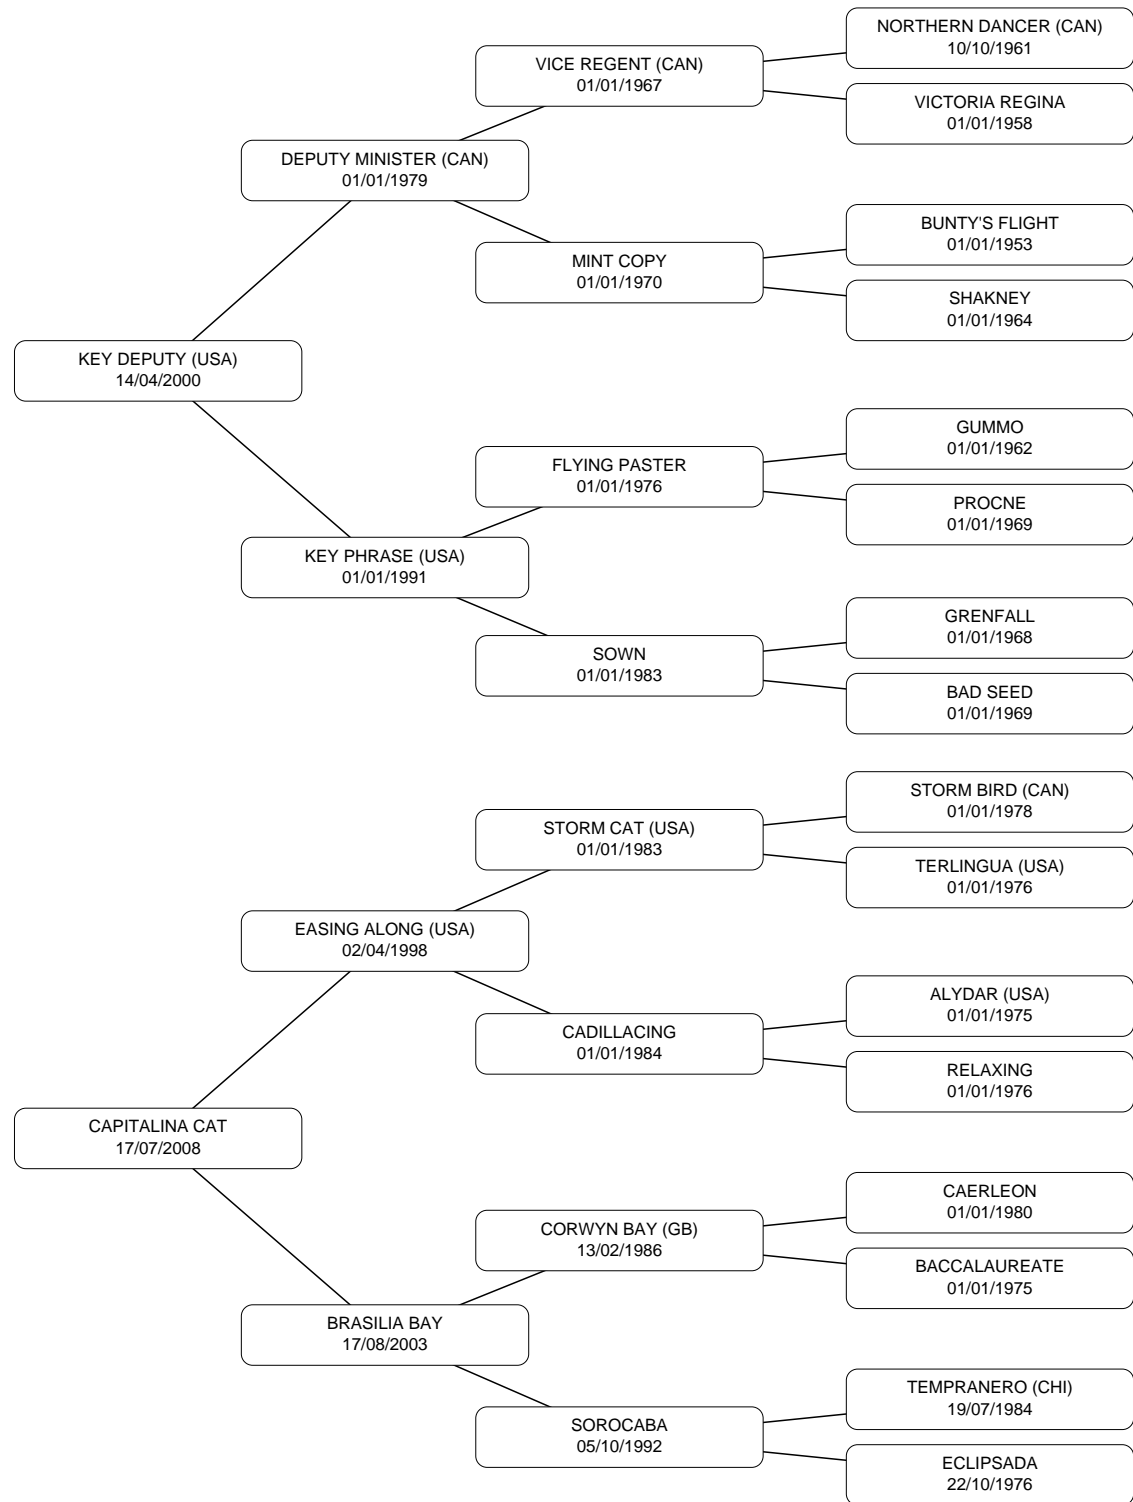 NORTHERN DANCER (CAN)
10/10/1961
VICE REGENT (CAN)
01/01/1967
VICTORIA REGINA
01/01/1958
DEPUTY MINISTER (CAN)
01/01/1979
BUNTY'S FLIGHT
01/01/1953
MINT COPY
01/01/1970
SHAKNEY
01/01/1964
KEY DEPUTY (USA)
14/04/2000
GUMMO
01/01/1962
FLYING PASTER
01/01/1976
PROCNE
01/01/1969
KEY PHRASE (USA)
01/01/1991
GRENFALL
01/01/1968
SOWN
01/01/1983
BAD SEED
01/01/1969
STORM BIRD (CAN)
01/01/1978
STORM CAT (USA)
01/01/1983
TERLINGUA (USA)
01/01/1976
EASING ALONG (USA)
02/04/1998
ALYDAR (USA)
01/01/1975
CADILLACING
01/01/1984
RELAXING
01/01/1976
CAPITALINA CAT
17/07/2008
CAERLEON
01/01/1980
CORWYN BAY (GB)
13/02/1986
BACCALAUREATE
01/01/1975
BRASILIA BAY
17/08/2003
TEMPRANERO (CHI)
19/07/1984
SOROCABA
05/10/1992
ECLIPSADA
22/10/1976